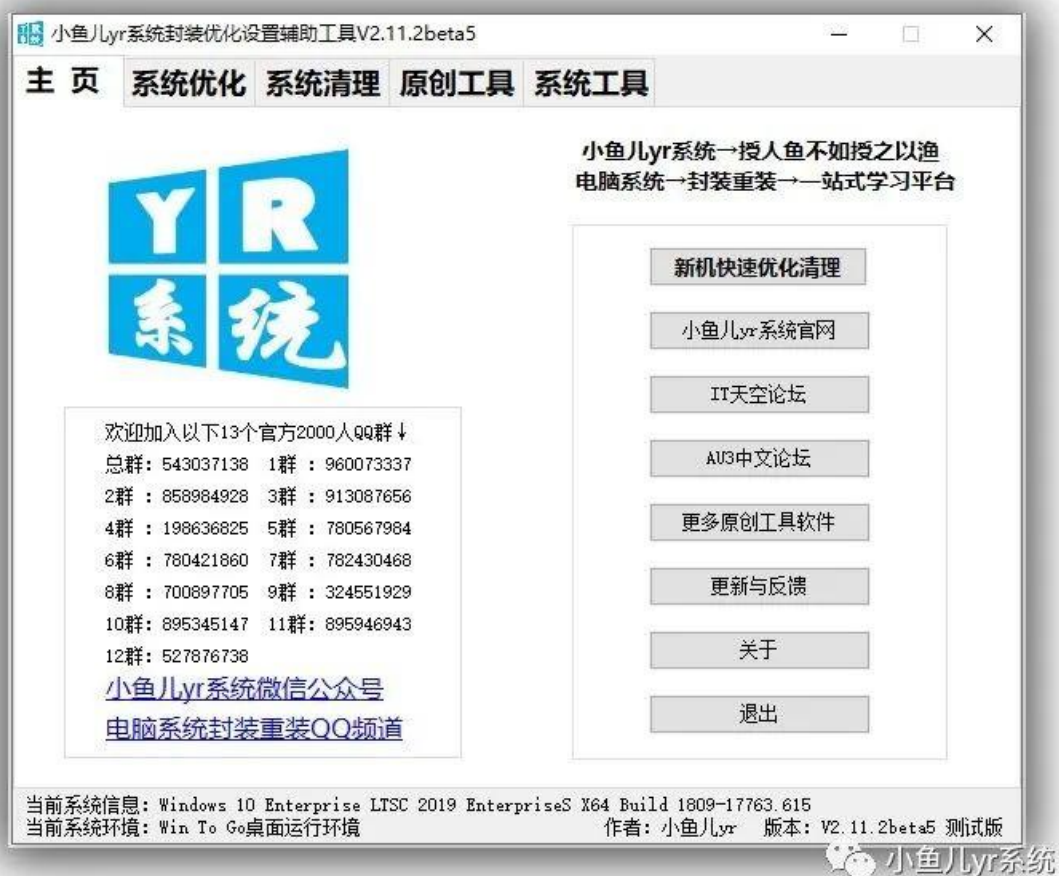 小鱼儿yr系统封装优化设置辅助工具V2.11.2beta5
主 页 系统优化 系统清理 原创工具 系统工具
YR
系统
小鱼儿yr系统→授人鱼不如授之以渔
电脑系统→封装重装→一站式学习平台
欢迎加入以下13个官方2000人QQ群↓
总群: 543037138 1群 : 960073337
2群 : 858984928 3群 : 913087656
4群 : 198636825 5群 : 780567984
6群 : 780421860 7群 : 782430468
8群 : 700897705 9群 : 324551929
10群: 895345147 11群: 895946943
12群: 527876738
小鱼儿yr系统微信公众号
电脑系统封装重装QQ频道
新机快速优化清理
小鱼儿yr系统官网
IT天空论坛
AU3中文论坛
更多原创工具软件
更新与反馈
关于
退出
当前系统信息: Windows 10 Enterprise LTSC 2019 EnterpriseS X64 Build 1809-17763.615
当前系统环境: Win To Go桌面运行环境 作者: 小鱼儿yr 版本: V2.11.2beta5 测试版
小鱼儿yr系统